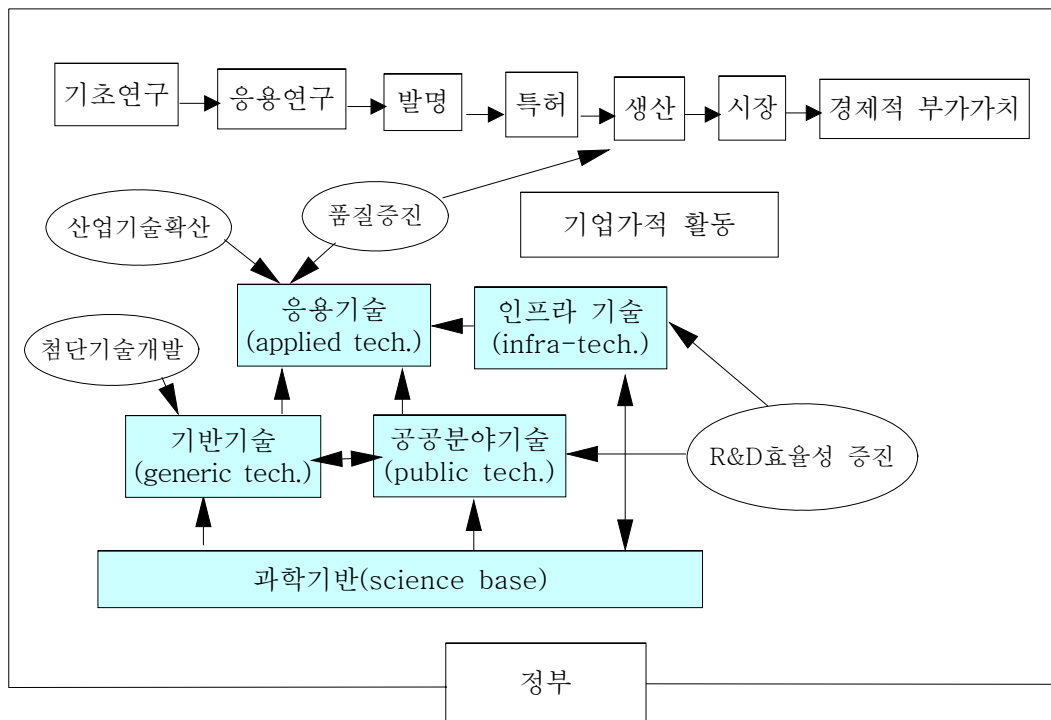 기초연구
응용연구
발명
특허
생산
시장
경제적 부가가치
산업기술확산
품질증진
기업가적 활동
응용기술
(applied tech.)
인프라 기술
(infra-tech.)
첨단기술개발
기반기술
(generic tech.)
공공분야기술
(public tech.)
R&D효율성 증진
과학기반(science base)
정부